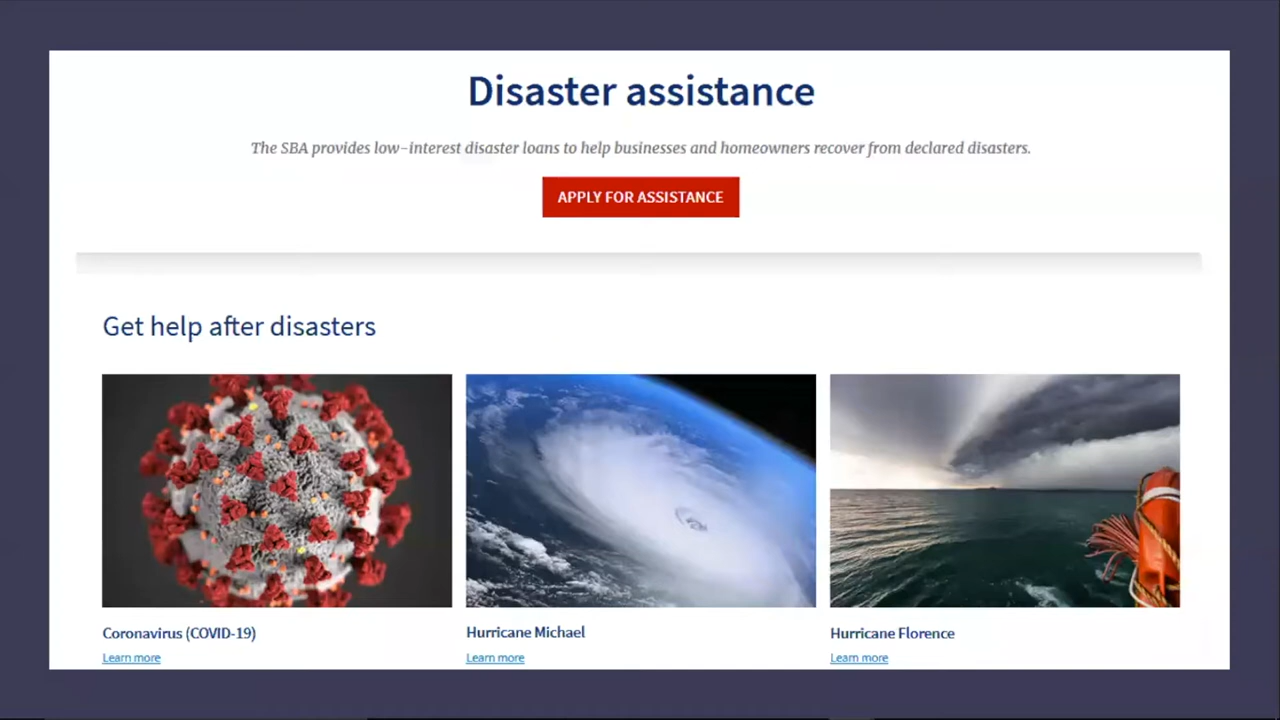 Disaster assistance
The SBA provides low-interest disaster loans to help businesses and homeowners recover from declared disasters.
APPLY FOR ASSISTANCE
Get help after disasters
Coronavirus (COVID-19)
Learn more
Hurricane Michael
Learn more
Hurricane Florence
Learn more